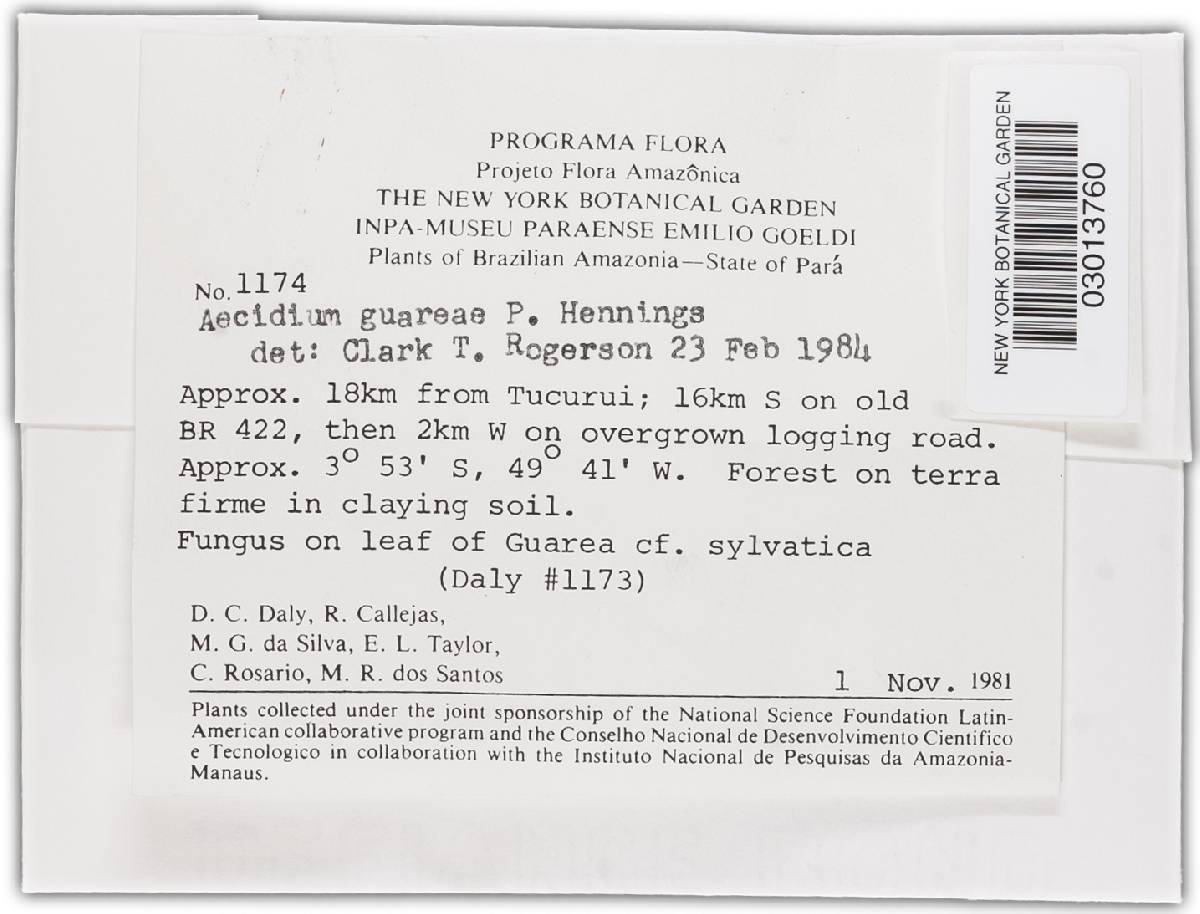 PROGRAMA FLORA
Projeto Flora Amazônica
THE NEW YORK BOTANICAL GARDEN
INPA-MUSEU PARAENSE EMILIO GOELDI
Plants of Brazilian Amazonia—State of Pará
No. 1174
Aecidium guareae P. Hennings
det: Clark T. Rogerson 23 Feb 1984
Approx. 18km from Tucurui; 16km S on old
BR 422, then 2km W on overgrown logging road.
Approx. 3° 53' S, 49° 41' W. Forest on terra
firme in claying soil.
Fungus on leaf of Guarea cf. sylvatica
(Daly #1173)
D. C. Daly, R. Callejas,
M. G. da Silva, E. L. Taylor,
C. Rosario, M. R. dos Santos
1 Nov. 1981
Plants collected under the joint sponsorship of the National Science Foundation Latin-
American collaborative program and the Conselho Nacional de Desenvolvimento Cientifico
e Tecnologico in collaboration with the Instituto Nacional de Pesquisas da Amazonia-
Manaus.
NEW YORK BOTANICAL GARDEN
03013760